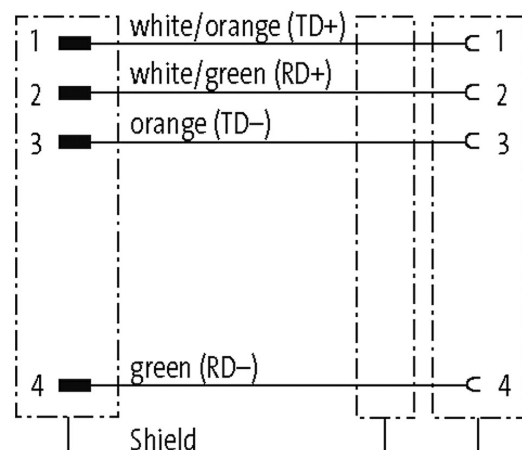 1 white/orange (TD+) 1
2 white/green (RD+) 2
3 orange (TD–) 3
4 green (RD–) 4
Shield